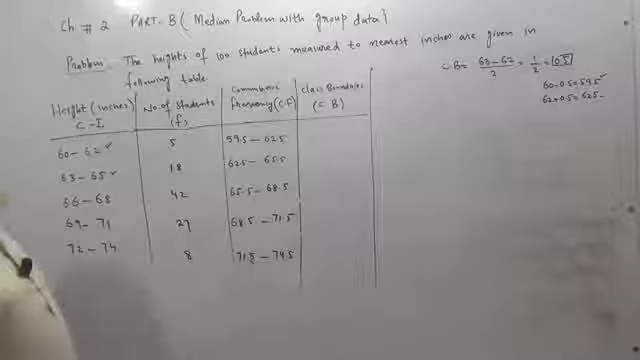 Ch # 2 PART-B (Median Problem with group data)
Problem:- The heights of 100 students measured to nearest inches are given in
following table.
C.B = 63-62/2 = 1/2 = 0.5
60-0.5=59.5 ✓
62+0.5=62.5 -
Height (inches) C-I No. of Students (f) Cummulative Frequency (C.F) Class Boundaries (C.B)
60-62 ✓ 5 59.5-62.5
63-65 ✓ 18 62.5-65.5
66-68 42 65.5-68.5
69-71 27 68.5-71.5
72-74 8 71.5-74.5